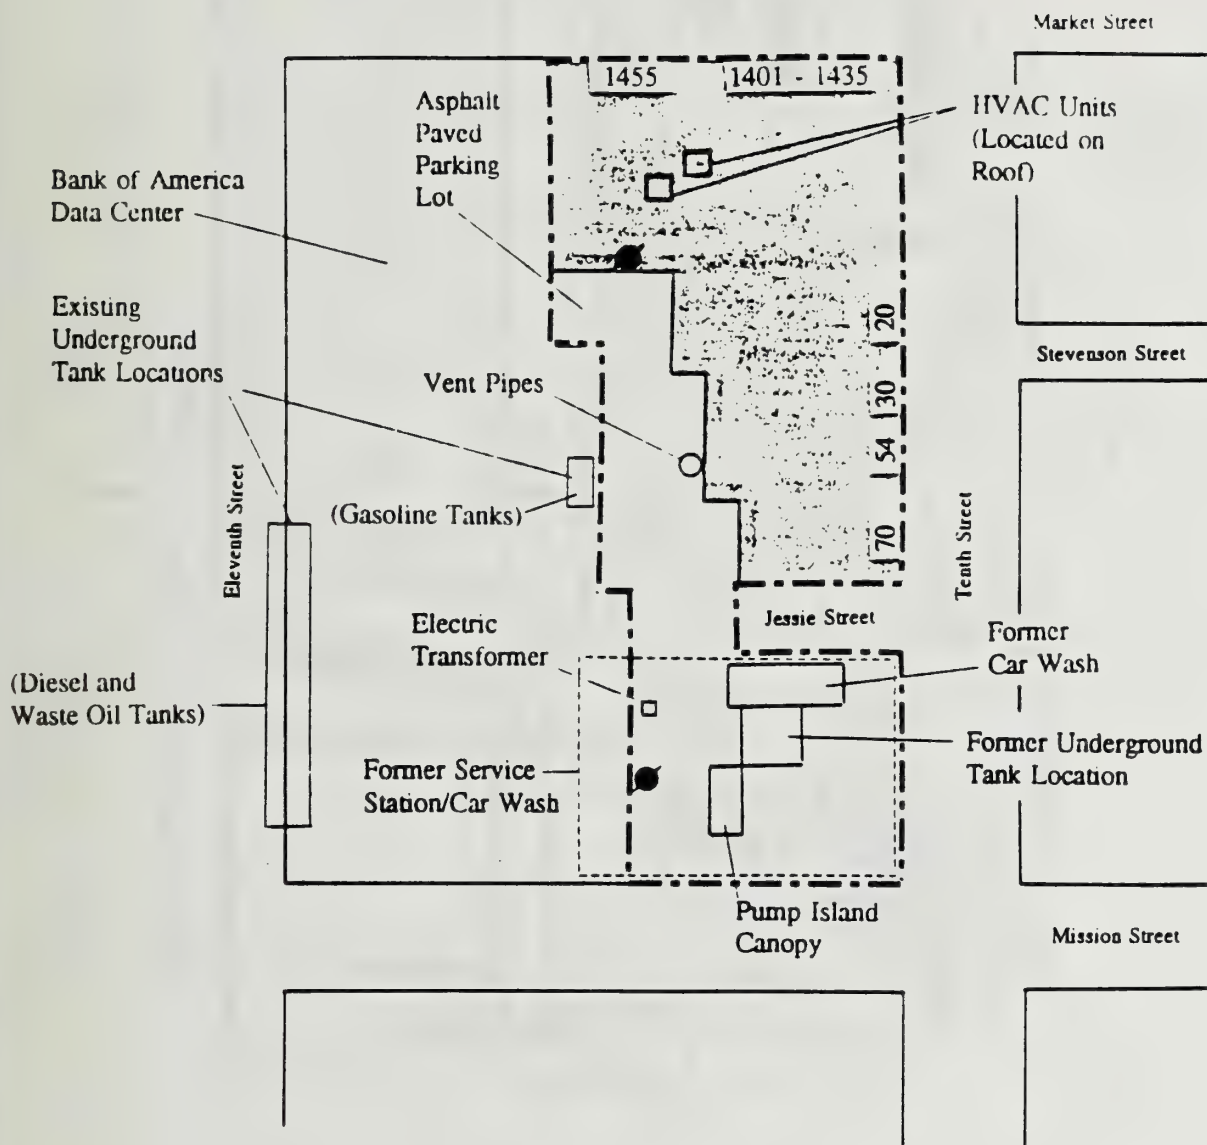 Market Street
1455
1401 - 1435
Asphalt
Paved
Parking
Lot
HVAC Units
(Located on
Roof)
Bank of America
Data Center
Existing
Underground
Tank Locations
20
Stevenson Street
Vent Pipes
30
54
Eleventh Street
(Gasoline Tanks)
70
Tenth Street
Electric
Transformer
Jessie Street
Former
Car Wash
(Diesel and
Waste Oil Tanks)
Former Service
Station/Car Wash
Former Underground
Tank Location
Pump Island
Canopy
Mission Street